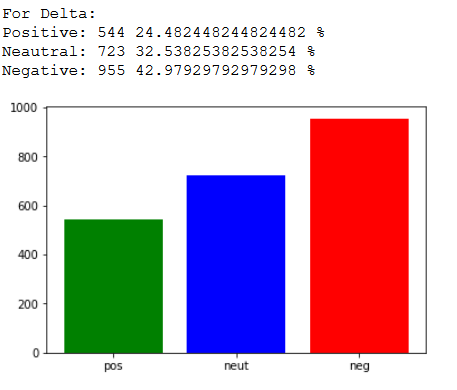 For Delta:
Positive: 544 24.482448244824482 %
Neautral: 723 32.53825382538254 %
Negative: 955 42.97929792979298 %
1000
800
600
400
200
0
pos neut neg